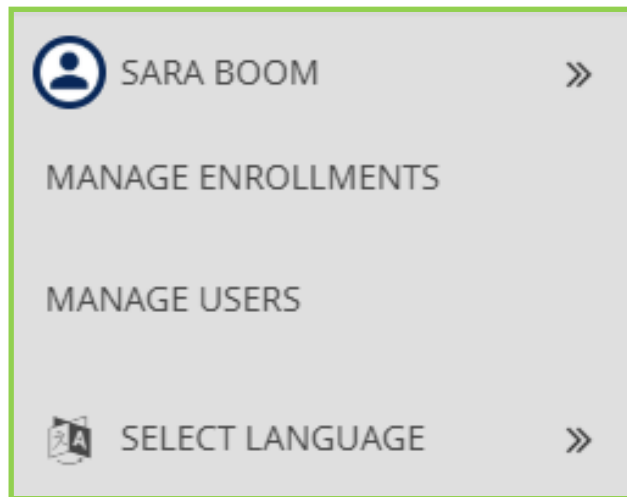 SARA BOOM »
MANAGE ENROLLMENTS
MANAGE USERS
SELECT LANGUAGE »